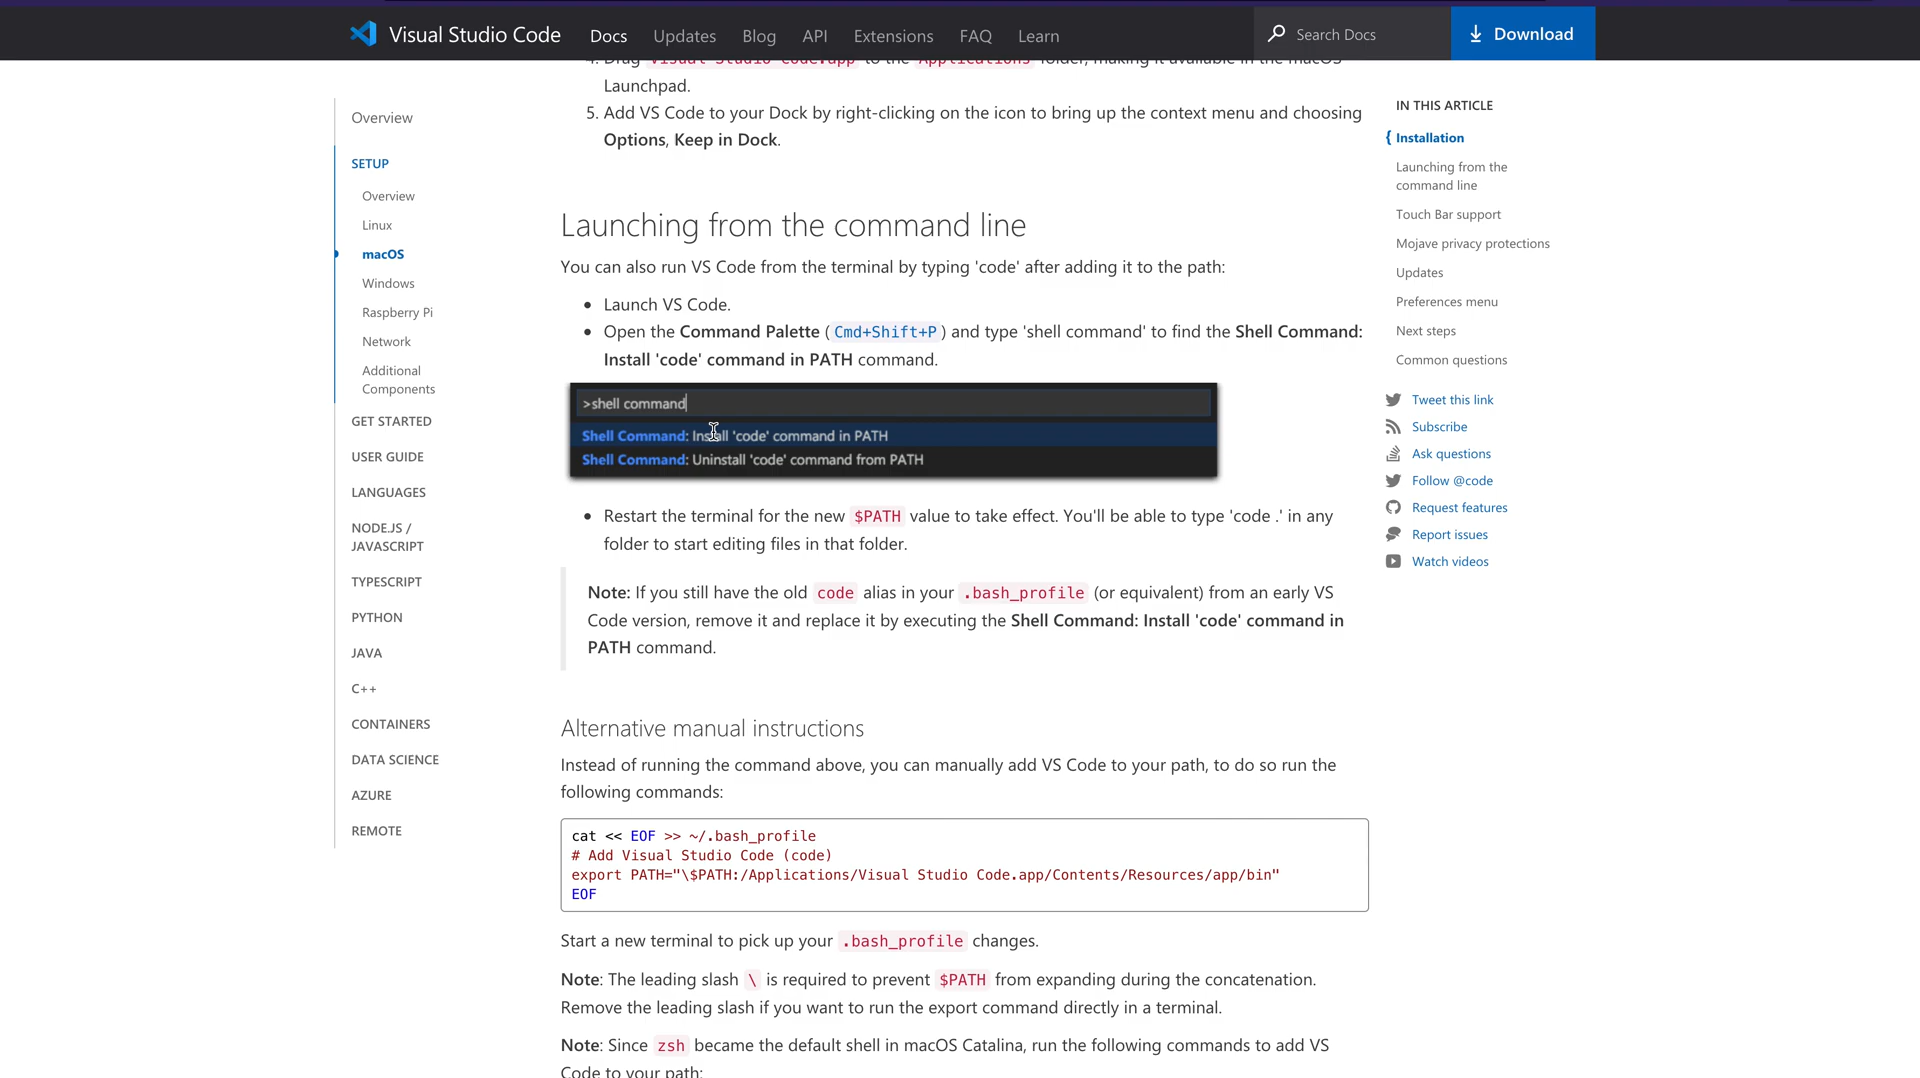 Visual Studio Code
Docs
Updates
Blog
API
Extensions
FAQ
Learn
Search Docs
Download
Overview
SETUP
Overview
Linux
macOS
Windows
Raspberry Pi
Network
Additional
Components
GET STARTED
USER GUIDE
LANGUAGES
NODE.JS /
JAVASCRIPT
TYPESCRIPT
PYTHON
JAVA
C++
CONTAINERS
DATA SCIENCE
AZURE
REMOTE
4. Drag Visual Studio Code.app to the Applications folder, making it available in the macOS
Launchpad.
5. Add VS Code to your Dock by right-clicking on the icon to bring up the context menu and choosing
Options, Keep in Dock.
Launching from the command line
You can also run VS Code from the terminal by typing 'code' after adding it to the path:
• Launch VS Code.
• Open the Command Palette (Cmd+Shift+P) and type 'shell command' to find the Shell Command:
Install 'code' command in PATH command.
>shell command
Shell Command: Install 'code' command in PATH
Shell Command: Uninstall 'code' command from PATH
• Restart the terminal for the new $PATH value to take effect. You'll be able to type 'code .' in any
folder to start editing files in that folder.
Note: If you still have the old code alias in your .bash_profile (or equivalent) from an early VS
Code version, remove it and replace it by executing the Shell Command: Install 'code' command in
PATH command.
Alternative manual instructions
Instead of running the command above, you can manually add VS Code to your path, to do so run the
following commands:
cat << EOF >> ~/.bash_profile
# Add Visual Studio Code (code)
export PATH="\$PATH:/Applications/Visual Studio Code.app/Contents/Resources/app/bin"
EOF
Start a new terminal to pick up your .bash_profile changes.
Note: The leading slash \ is required to prevent $PATH from expanding during the concatenation.
Remove the leading slash if you want to run the export command directly in a terminal.
Note: Since zsh became the default shell in macOS Catalina, run the following commands to add VS
Code to your path:
IN THIS ARTICLE
{ Installation
Launching from the
command line
Touch Bar support
Mojave privacy protections
Updates
Preferences menu
Next steps
Common questions
Tweet this link
Subscribe
Ask questions
Follow @code
Request features
Report issues
Watch videos